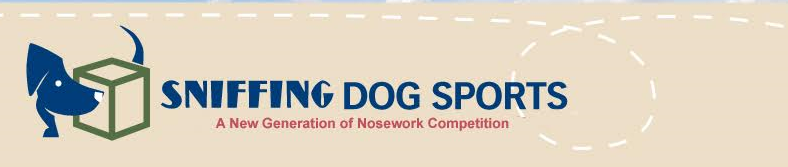 SNIFFING DOG SPORTS
A New Generation of Nosework Competition